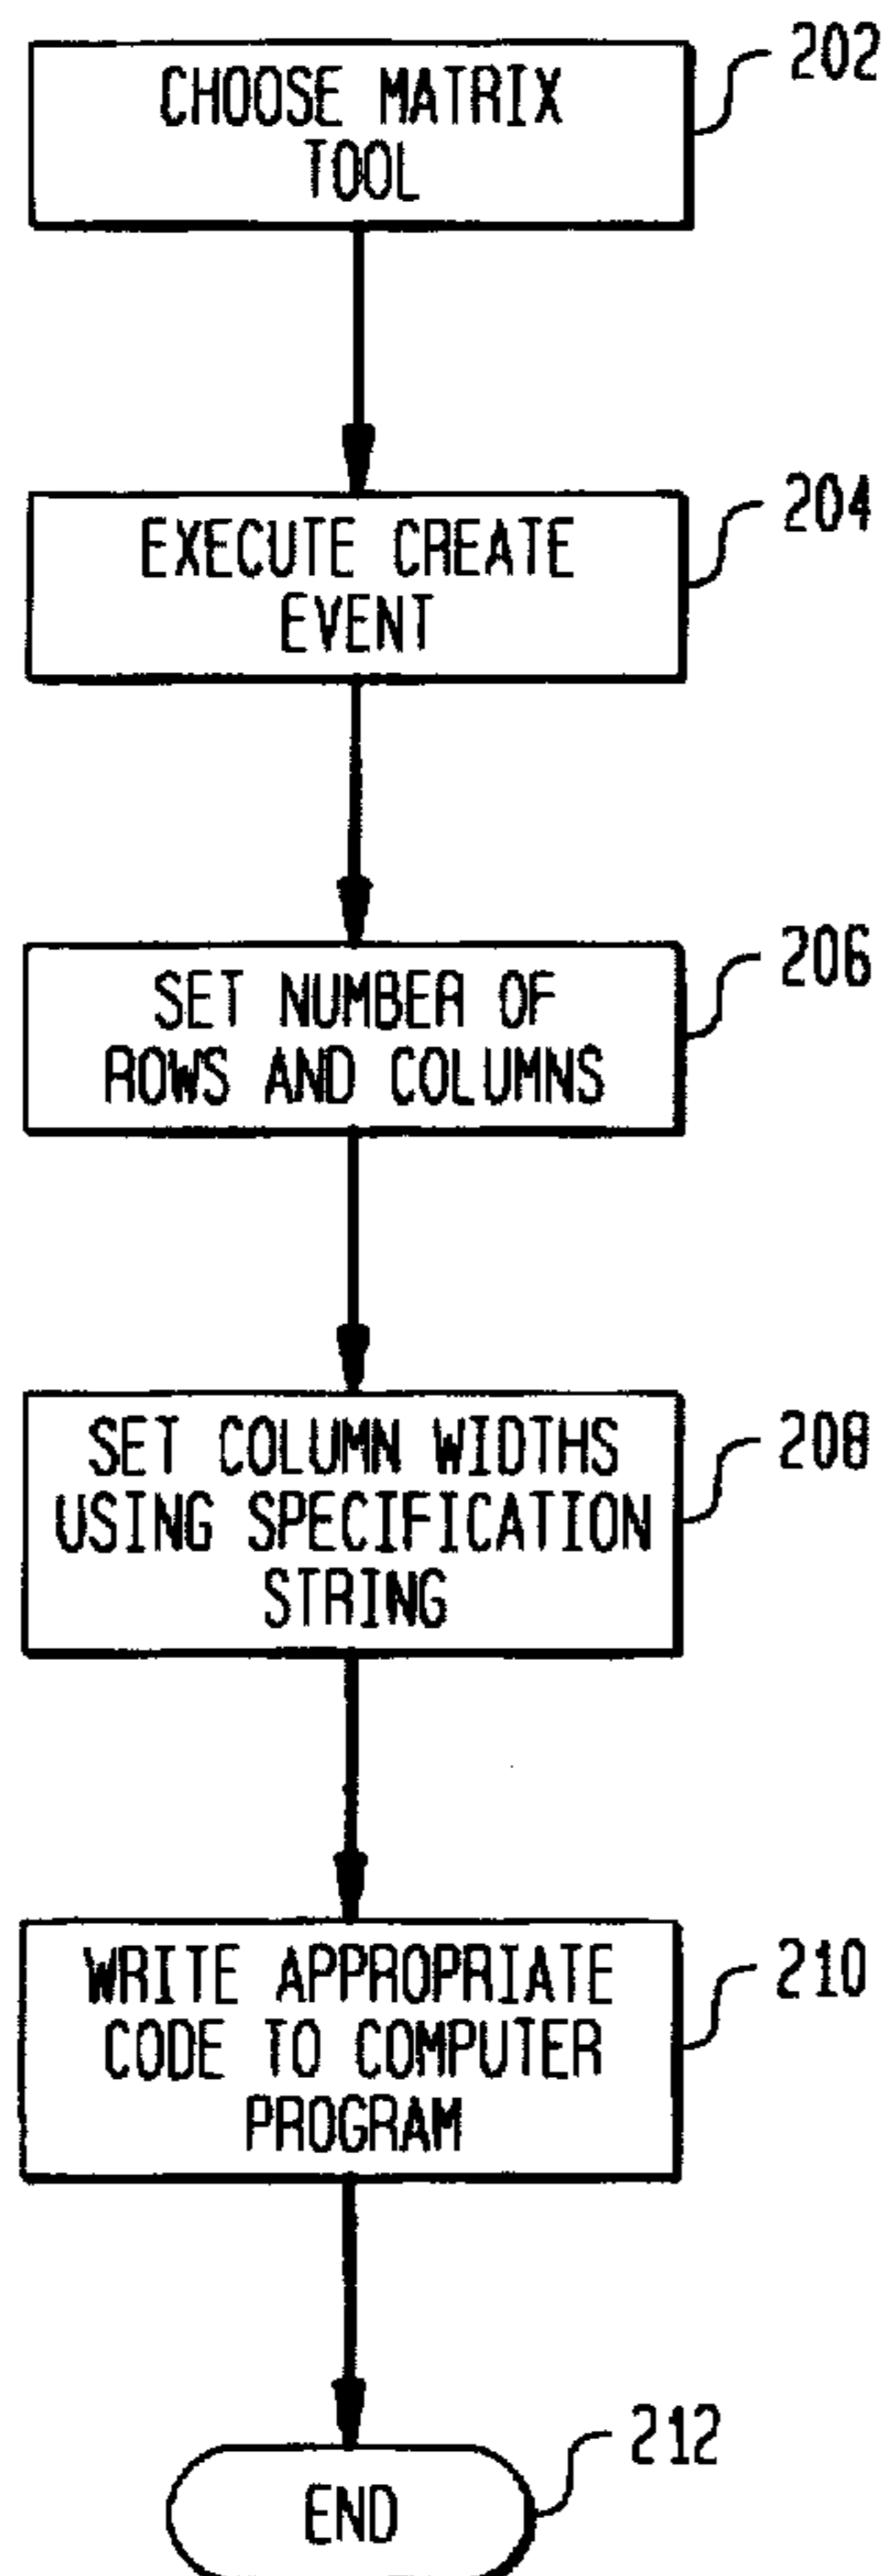 202
CHOOSE MATRIX
TOOL
204
EXECUTE CREATE
EVENT
206
SET NUMBER OF
ROWS AND COLUMNS
208
SET COLUMN WIDTHS
USING SPECIFICATION
STRING
210
WRITE APPROPRIATE
CODE TO COMPUTER
PROGRAM
212
END